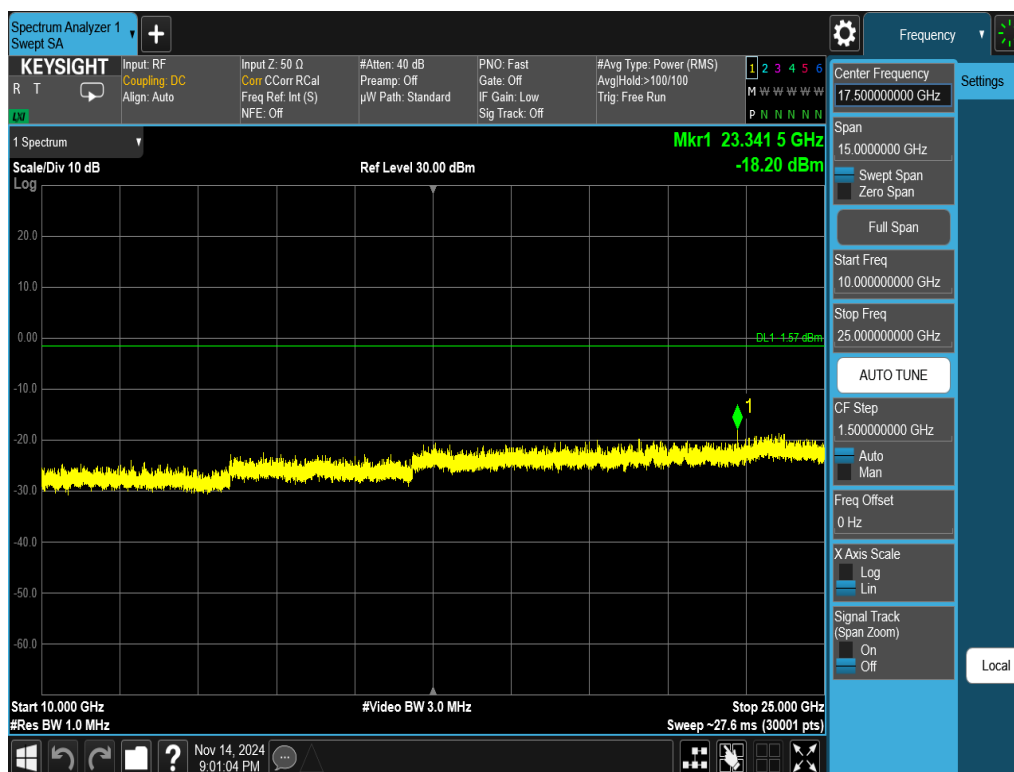 Spectrum Analyzer 1
Swept SA
+
Frequency
KEYSIGHT
R T
LXI
Input: RF
Coupling: DC
Align: Auto
Input Z: 50 Ω
Corr CCorr RCal
Freq Ref: Int (S)
NFE: Off
#Atten: 40 dB
Preamp: Off
µW Path: Standard
PNO: Fast
Gate: Off
IF Gain: Low
Sig Track: Off
#Avg Type: Power (RMS)
Avg|Hold:>100/100
Trig: Free Run
1 2 3 4 5 6
M W W W W W
P N N N N N
1 Spectrum
Scale/Div 10 dB
Log
Ref Level 30.00 dBm
Mkr1 23.341 5 GHz
-18.20 dBm
20.0
10.0
0.00
-10.0
-20.0
-30.0
-40.0
-50.0
-60.0
DL1 -1.57 dBm
1
Start 10.000 GHz
#Res BW 1.0 MHz
#Video BW 3.0 MHz
Stop 25.000 GHz
Sweep ~27.6 ms (30001 pts)
Center Frequency
17.500000000 GHz
Span
15.0000000 GHz
Swept Span
Zero Span
Full Span
Start Freq
10.000000000 GHz
Stop Freq
25.000000000 GHz
AUTO TUNE
CF Step
1.500000000 GHz
Auto
Man
Freq Offset
0 Hz
X Axis Scale
Log
Lin
Signal Track
(Span Zoom)
On
Off
Settings
Local
?
Nov 14, 2024
9:01:04 PM